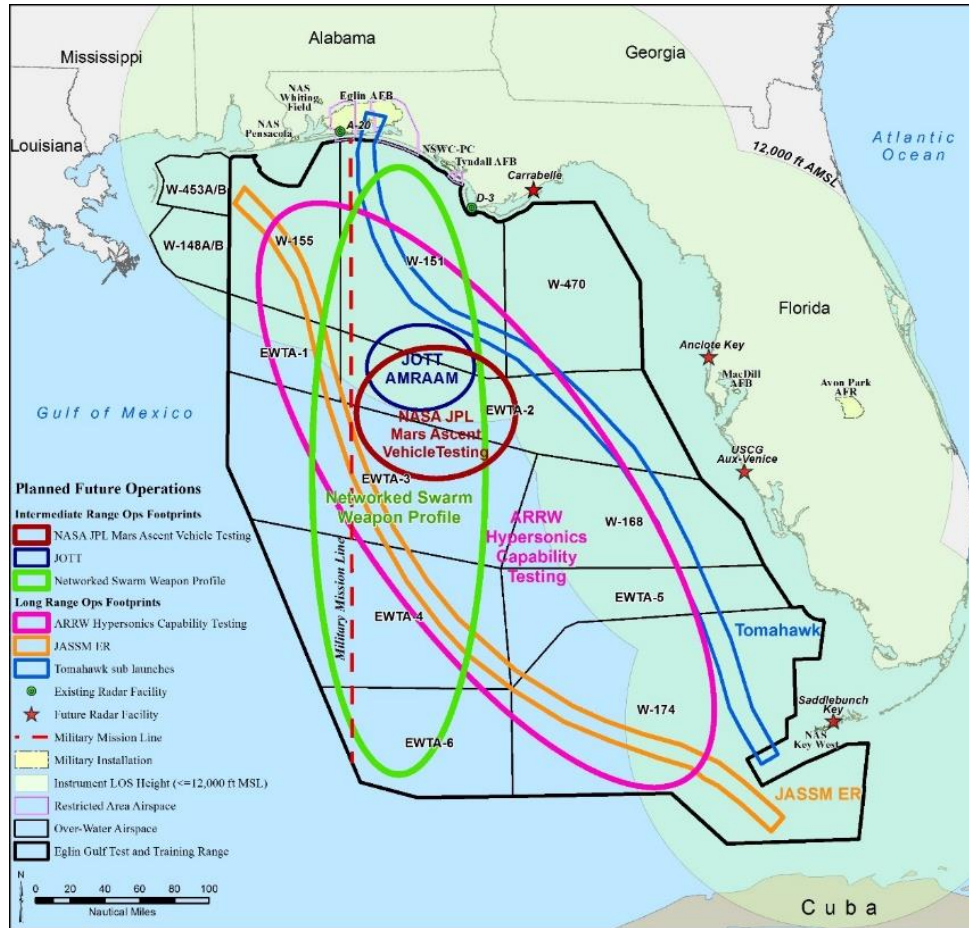 Mississippi
Alabama
Georgia
Louisiana
Atlantic
Ocean
12,000 ft AMSL
NAS
Whiting
Field
Eglin AFB
NAS
Pensacola
A-20
NSWC-PC
Tyndall AFB
Carrabelle
D-3
W-453A/B
W-148A/B
W-155
W-151
W-470
Florida
EWTA-1
JOTT
AMRAAM
Anclote Key
MacDill
AFB
Avon Park
AFR
Gulf of Mexico
NASA JPL
Mars Ascent
VehicleTesting
EWTA-2
USCG
Aux-Venice
EWTA-3
Networked Swarm
Weapon Profile
ARRW
Hypersonics
Capability
Testing
W-168
Military Mission Line
EWTA-4
EWTA-5
Tomahawk
W-174
Saddlebunch
Key
NAS
Key West
EWTA-6
JASSM ER
Cuba
Planned Future Operations
Intermediate Range Ops Footprints
NASA JPL Mars Ascent Vehicle Testing
JOTT
Networked Swarm Weapon Profile
Long Range Ops Footprints
ARRW Hypersonics Capability Testing
JASSM ER
Tomahawk sub launches
Existing Radar Facility
Future Radar Facility
Military Mission Line
Military Installation
Instrument LOS Height (<=12,000 ft MSL)
Restricted Area Airspace
Over-Water Airspace
Eglin Gulf Test and Training Range
N
0 20 40 60 80 100
Nautical Miles